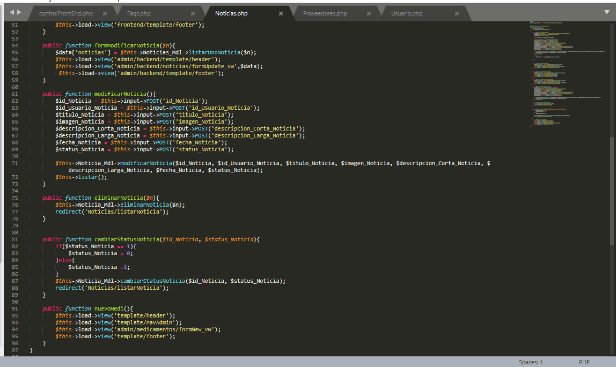 controlFrontEnd.php Faqs.php Noticias.php Proveedores.php Usuario.php
51 $this->load->view('frontend/template/footer');
52 }
53
54 public function formModificarNoticia($n){
55 $data['noticias'] = $this->Noticias_Mdl->listarUnoNoticia($n);
56 $this->load->view('admin/backend/template/header');
57 $this->load->view('admin/backend/noticias/formUpdate_va',$data);
58 $this->load->view('admin/backend/template/footer');
59 }
60
61 public function modificarNoticia(){
62 $id_Noticia = $this->input->POST('id_Noticia');
63 $id_Usuario_Noticia = $this->input->POST('id_Usuario_Noticia');
64 $titulo_Noticia = $this->input->POST('titulo_Noticia');
65 $imagen_Noticia = $this->input->POST('imagen_Noticia');
66 $descripcion_Corta_Noticia = $this->input->POST('descripcion_Corta_Noticia');
67 $descripcion_Larga_Noticia = $this->input->POST('descripcion_Larga_Noticia');
68 $fecha_Noticia = $this->input->POST('fecha_Noticia');
69 $status_Noticia = $this->input->POST('status_Noticia');
70
71 $this->Noticia_Mdl->modificarNoticia($id_Noticia, $id_Usuario_Noticia, $titulo_Noticia, $imagen_Noticia, $descripcion_Corta_Noticia, $
descripcion_Larga_Noticia, $fecha_Noticia, $status_Noticia);
72 $this->listar();
73 }
74
75 public function eliminarNoticia($n){
76 $this->Noticia_Mdl->eliminarNoticia($n);
77 redirect('Noticias/listarNoticia');
78 }
79
80
81 public function cambiarStatusNoticia($id_Noticia, $status_Noticia){
82 if($status_Noticia == 1){
83 $status_Noticia = 0;
84 }else{
85 $status_Noticia =1;
86 }
87 $this->Noticia_Mdl->cambiarStatusNoticia($id_Noticia, $status_Noticia);
88 redirect('Noticias/listarNoticia');
89 }
90
91 public function nuevoMedi(){
92 $this->load->view('template/header');
93 $this->load->view('template/navAdmin');
94 $this->load->view('admin/medicamentos/formNew_vw');
95 $this->load->view('template/footer');
96 }
97 }
Spaces: 4 PHP